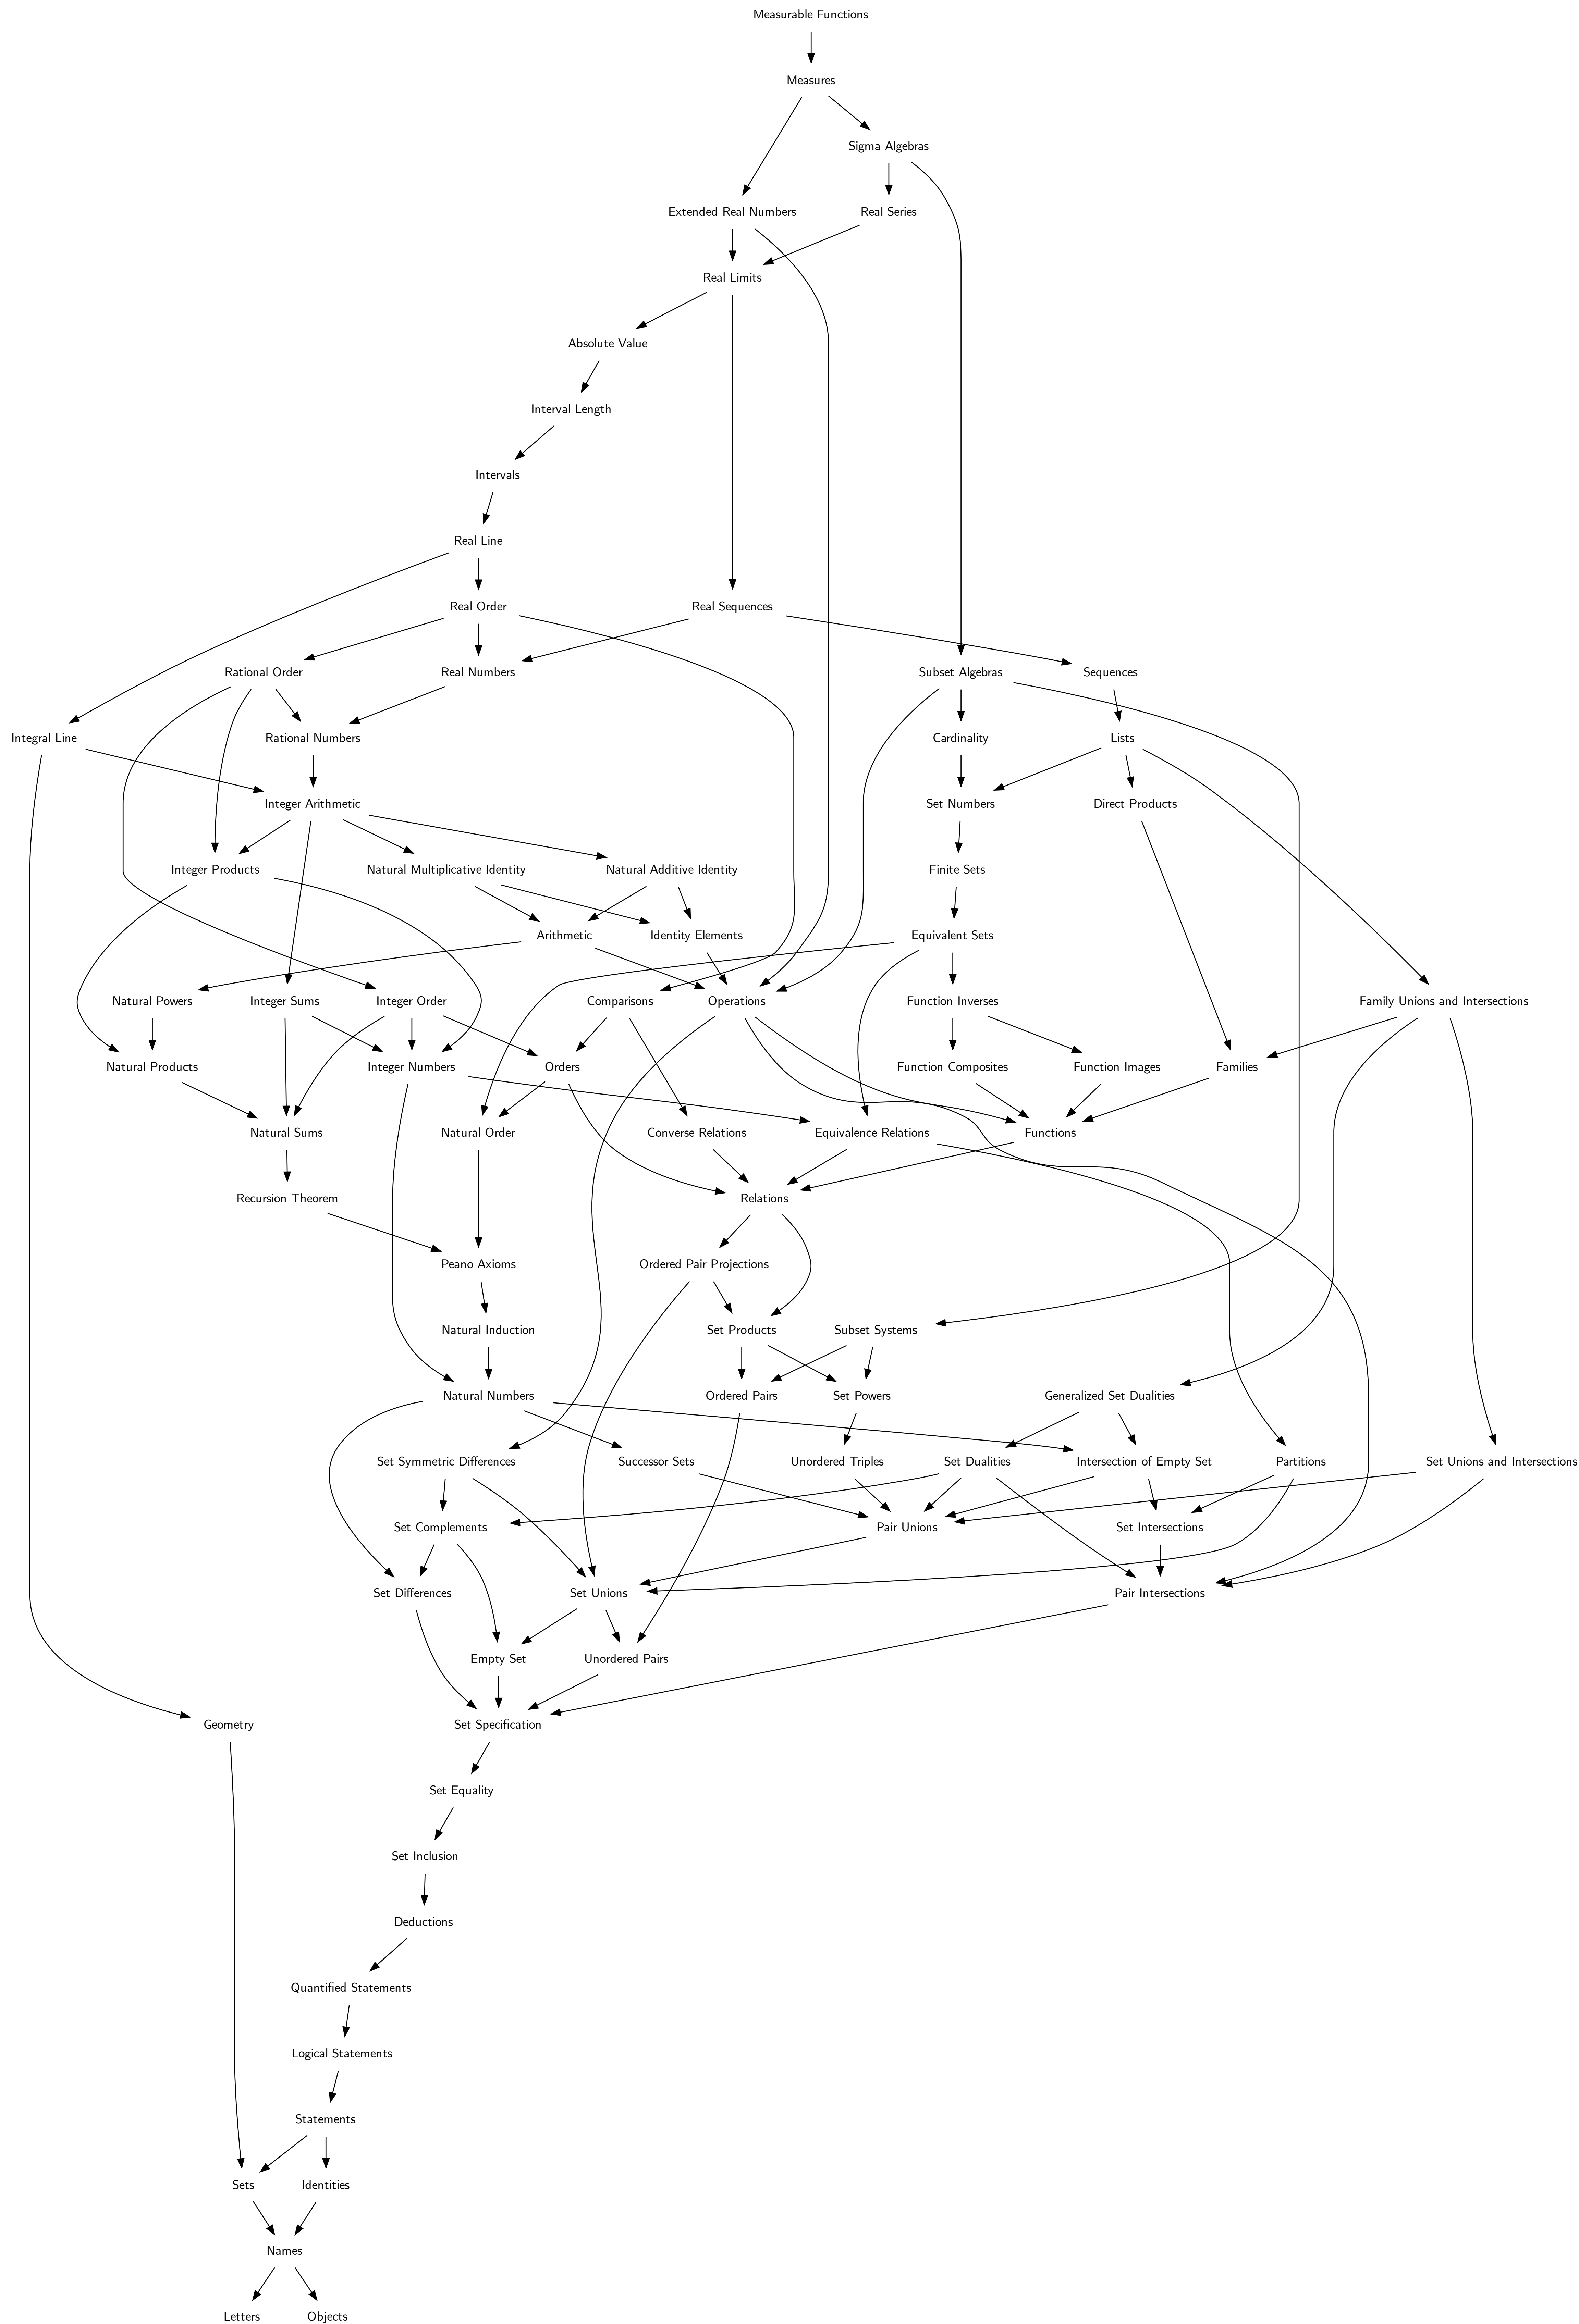 Measurable Functions
Measures
Sigma Algebras
Extended Real Numbers
Real Series
Real Limits
Absolute Value
Interval Length
Intervals
Real Line
Real Order
Real Sequences
Rational Order
Real Numbers
Subset Algebras
Sequences
Integral Line
Rational Numbers
Cardinality
Lists
Integer Arithmetic
Set Numbers
Direct Products
Integer Products
Natural Multiplicative Identity
Natural Additive Identity
Finite Sets
Arithmetic
Identity Elements
Equivalent Sets
Natural Powers
Integer Sums
Integer Order
Comparisons
Operations
Function Inverses
Family Unions and Intersections
Natural Products
Integer Numbers
Orders
Function Composites
Function Images
Families
Natural Sums
Natural Order
Converse Relations
Equivalence Relations
Functions
Recursion Theorem
Relations
Peano Axioms
Ordered Pair Projections
Natural Induction
Set Products
Subset Systems
Natural Numbers
Ordered Pairs
Set Powers
Generalized Set Dualities
Set Symmetric Differences
Successor Sets
Unordered Triples
Set Dualities
Intersection of Empty Set
Partitions
Set Unions and Intersections
Set Complements
Pair Unions
Set Intersections
Set Differences
Set Unions
Pair Intersections
Empty Set
Unordered Pairs
Geometry
Set Specification
Set Equality
Set Inclusion
Deductions
Quantified Statements
Logical Statements
Statements
Sets
Identities
Names
Letters
Objects